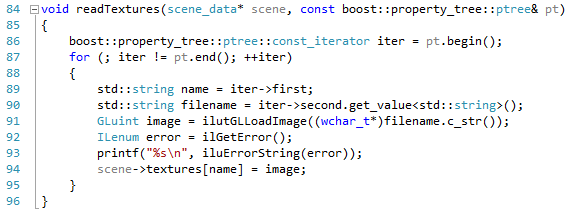 84 void readTextures(scene_data* scene, const boost::property_tree::ptree& pt)
85 {
86     boost::property_tree::ptree::const_iterator iter = pt.begin();
87     for (; iter != pt.end(); ++iter)
88     {
89         std::string name = iter->first;
90         std::string filename = iter->second.get_value<std::string>();
91         GLuint image = ilutGLLoadImage((wchar_t*)filename.c_str());
92         ILenum error = ilGetError();
93         printf("%s\n", iluErrorString(error));
94         scene->textures[name] = image;
95     }
96 }